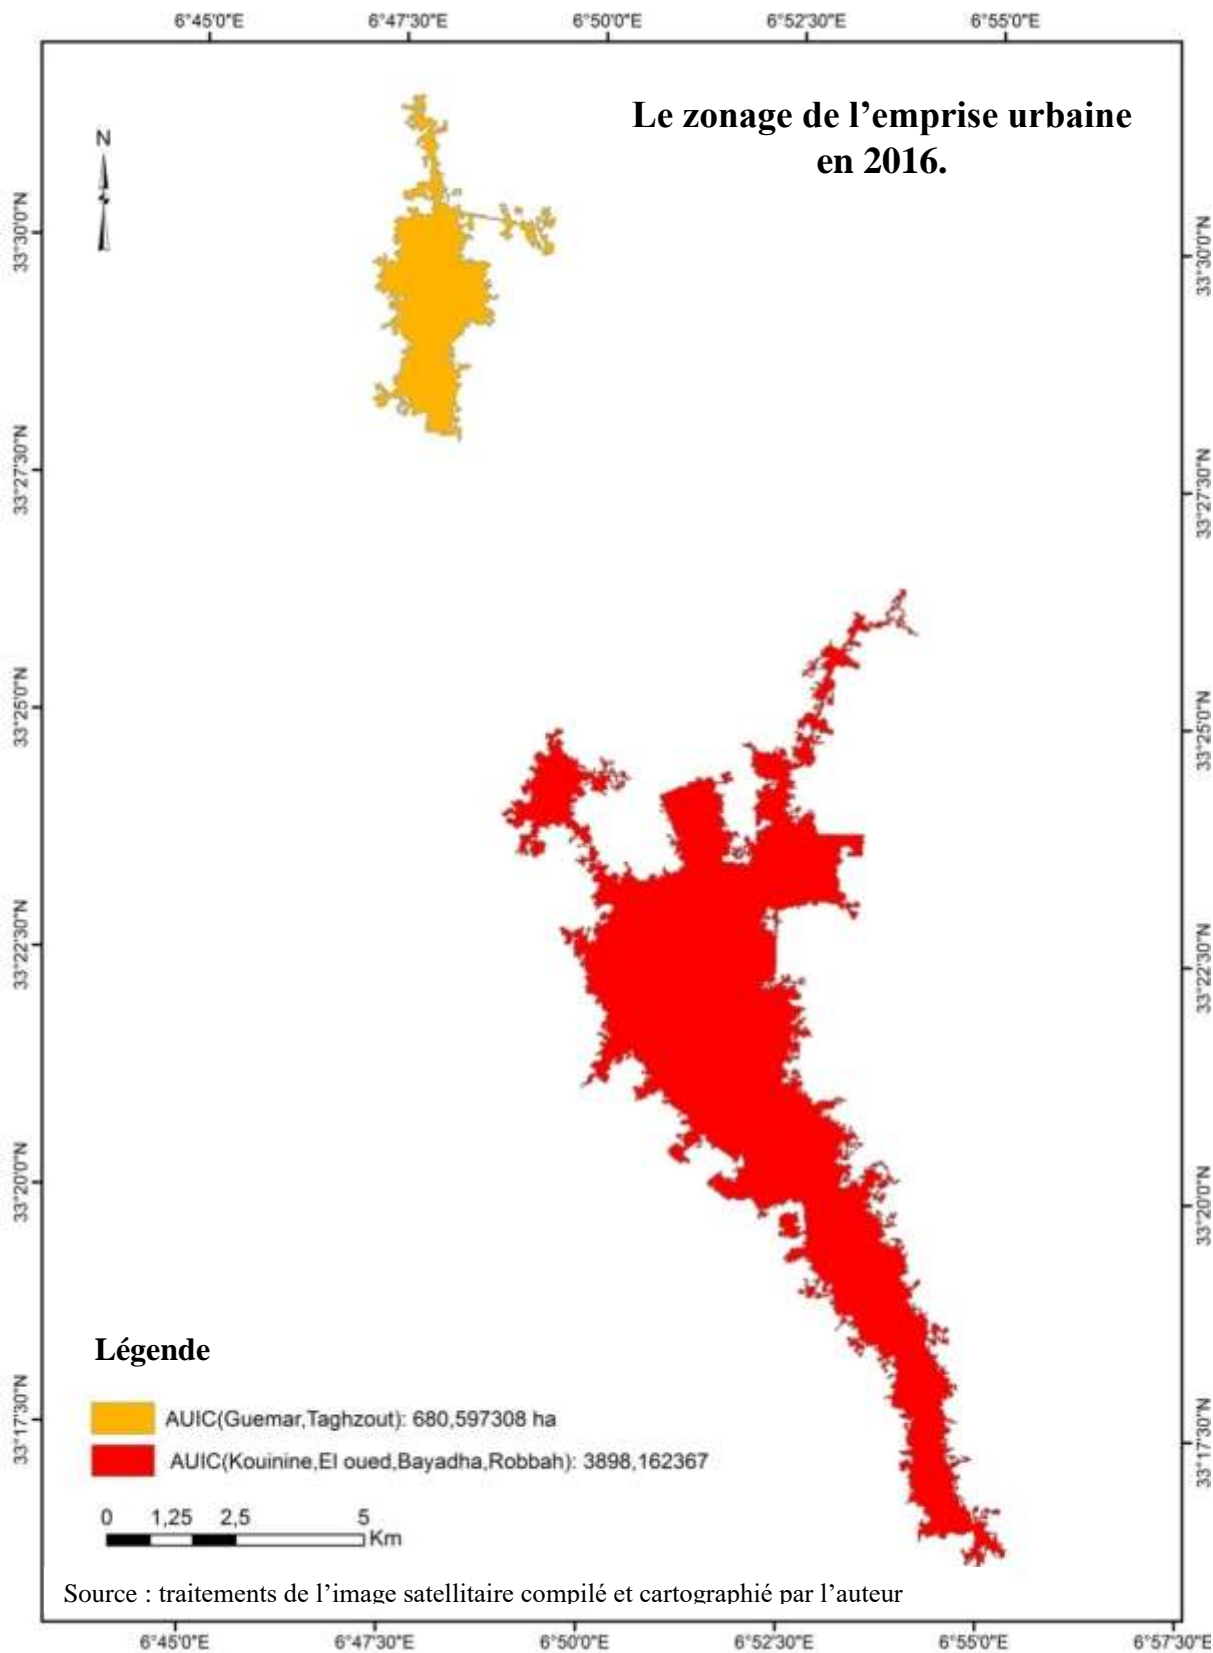 6°45'0"E 6°47'30"E 6°50'0"E 6°52'30"E 6°55'0"E
Le zonage de l’emprise urbaine
en 2016.
N
33°30'0"N
33°30'0"N
33°27'30"N
33°27'30"N
33°25'0"N
33°25'0"N
33°22'30"N
33°22'30"N
33°20'0"N
33°20'0"N
33°17'30"N
33°17'30"N
Légende
AUIC(Guemar,Taghzout): 680,597308 ha
AUIC(Kouinine,El oued,Bayadha,Robbah): 3898,162367
0 1,25 2,5 5
Km
Source : traitements de l’image satellitaire compilé et cartographié par l’auteur
6°45'0"E 6°47'30"E 6°50'0"E 6°52'30"E 6°55'0"E 6°57'30"E